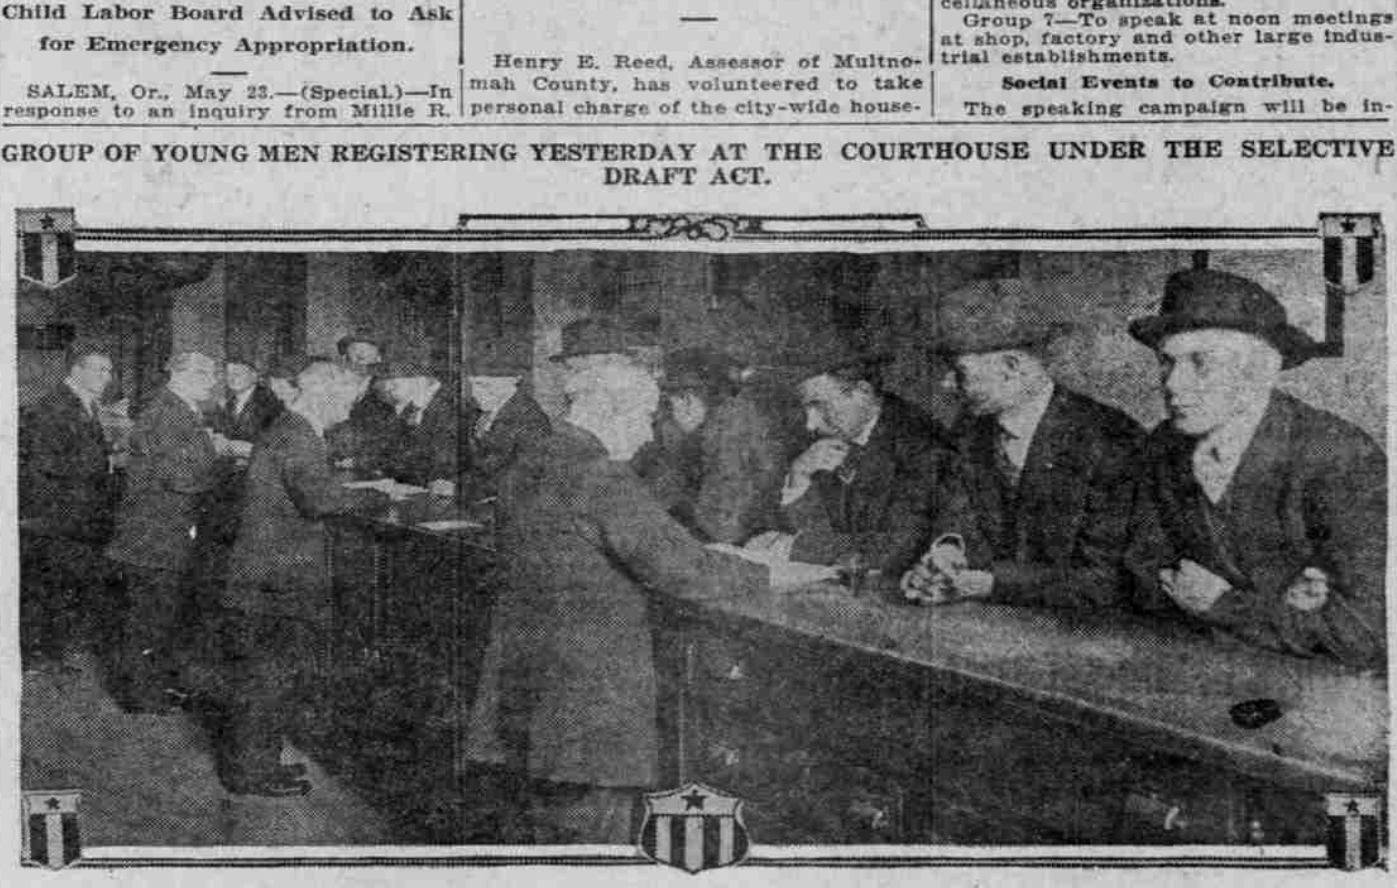 Child Labor Board Advised to Ask
for Emergency Appropriation.
SALEM, Or., May 23.—(Special.)—In
response to an inquiry from Millie R.
Henry E. Reed, Assessor of Multno-
mah County, has volunteered to take
personal charge of the city-wide house-
cellaneous organizations.
Group 7—To speak at noon meetings
at shop, factory and other large indus-
trial establishments.
Social Events to Contribute.
The speaking campaign will be in-
GROUP OF YOUNG MEN REGISTERING YESTERDAY AT THE COURTHOUSE UNDER THE SELECTIVE
DRAFT ACT.